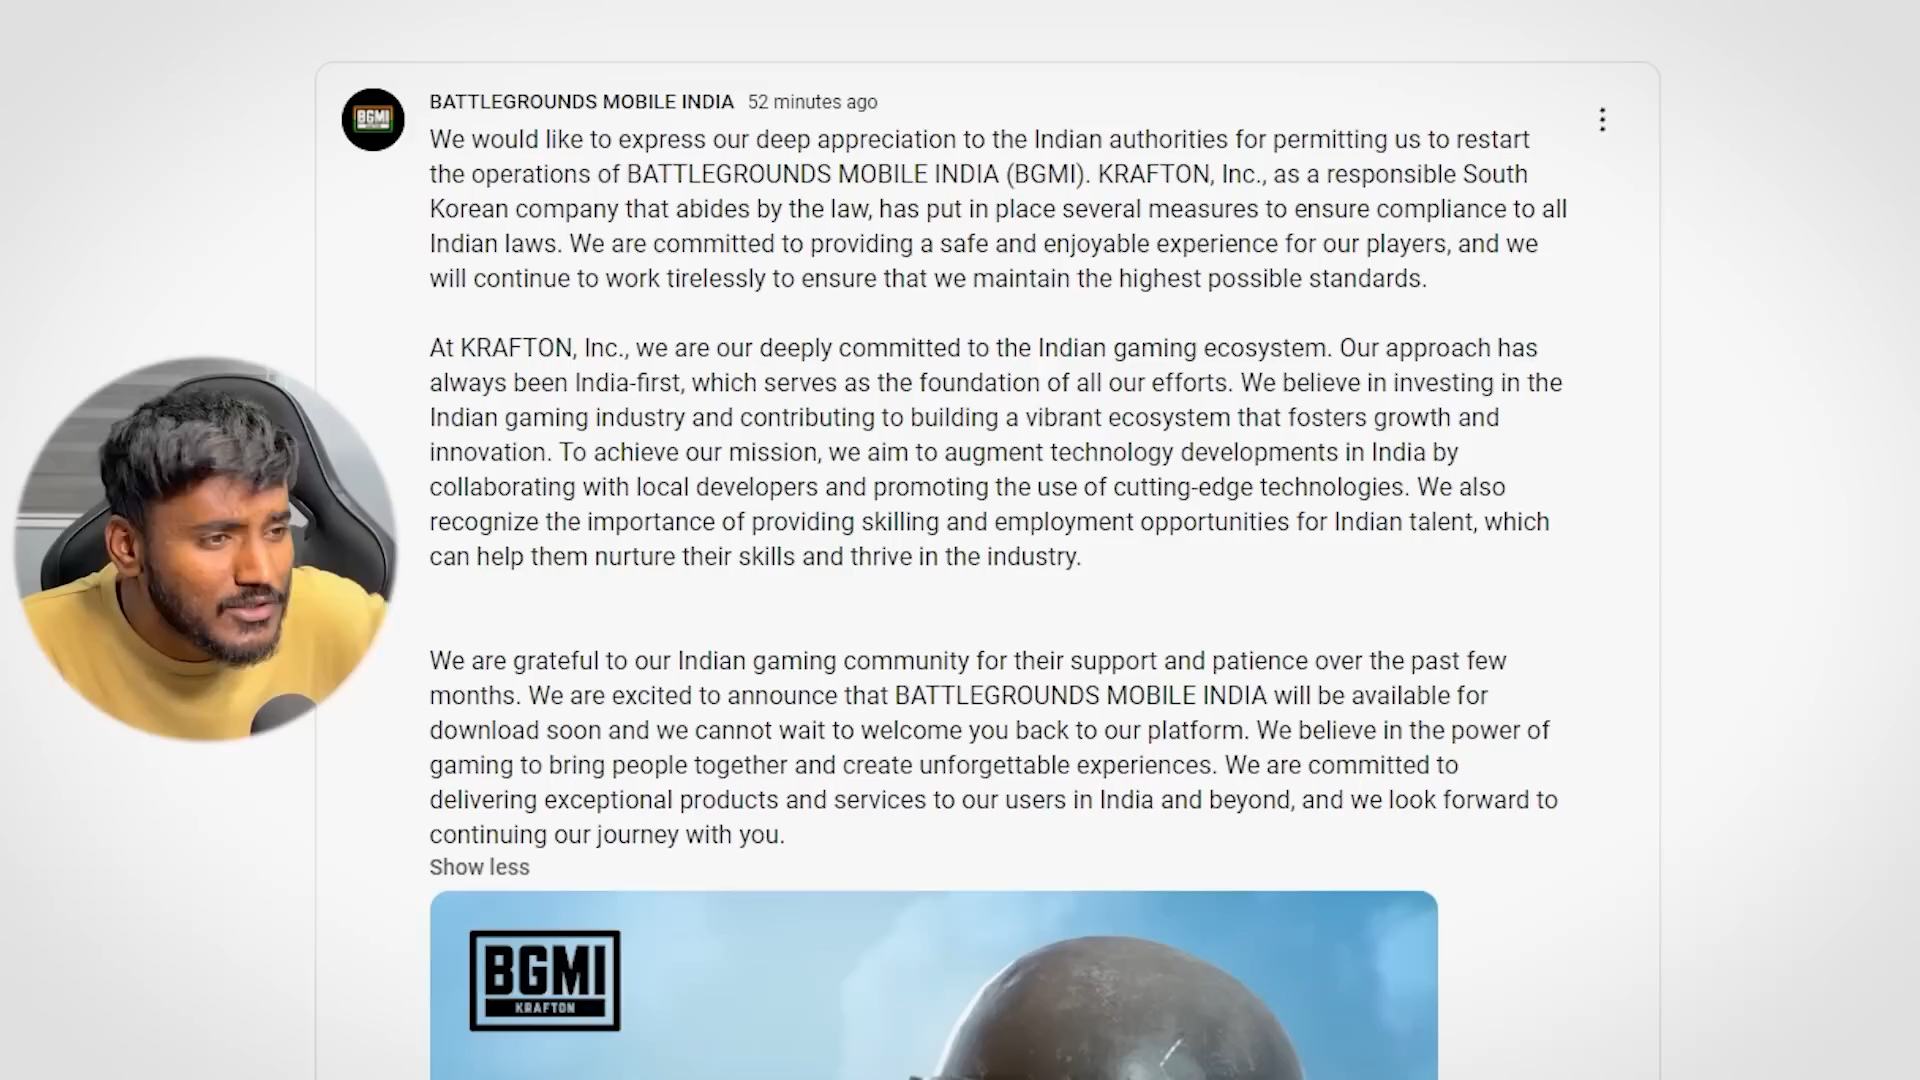 BGMI
BATTLEGROUNDS MOBILE INDIA 52 minutes ago
We would like to express our deep appreciation to the Indian authorities for permitting us to restart
the operations of BATTLEGROUNDS MOBILE INDIA (BGMI). KRAFTON, Inc., as a responsible South
Korean company that abides by the law, has put in place several measures to ensure compliance to all
Indian laws. We are committed to providing a safe and enjoyable experience for our players, and we
will continue to work tirelessly to ensure that we maintain the highest possible standards.
At KRAFTON, Inc., we are our deeply committed to the Indian gaming ecosystem. Our approach has
always been India-first, which serves as the foundation of all our efforts. We believe in investing in the
Indian gaming industry and contributing to building a vibrant ecosystem that fosters growth and
innovation. To achieve our mission, we aim to augment technology developments in India by
collaborating with local developers and promoting the use of cutting-edge technologies. We also
recognize the importance of providing skilling and employment opportunities for Indian talent, which
can help them nurture their skills and thrive in the industry.
We are grateful to our Indian gaming community for their support and patience over the past few
months. We are excited to announce that BATTLEGROUNDS MOBILE INDIA will be available for
download soon and we cannot wait to welcome you back to our platform. We believe in the power of
gaming to bring people together and create unforgettable experiences. We are committed to
delivering exceptional products and services to our users in India and beyond, and we look forward to
continuing our journey with you.
Show less
BGMI
KRAFTON